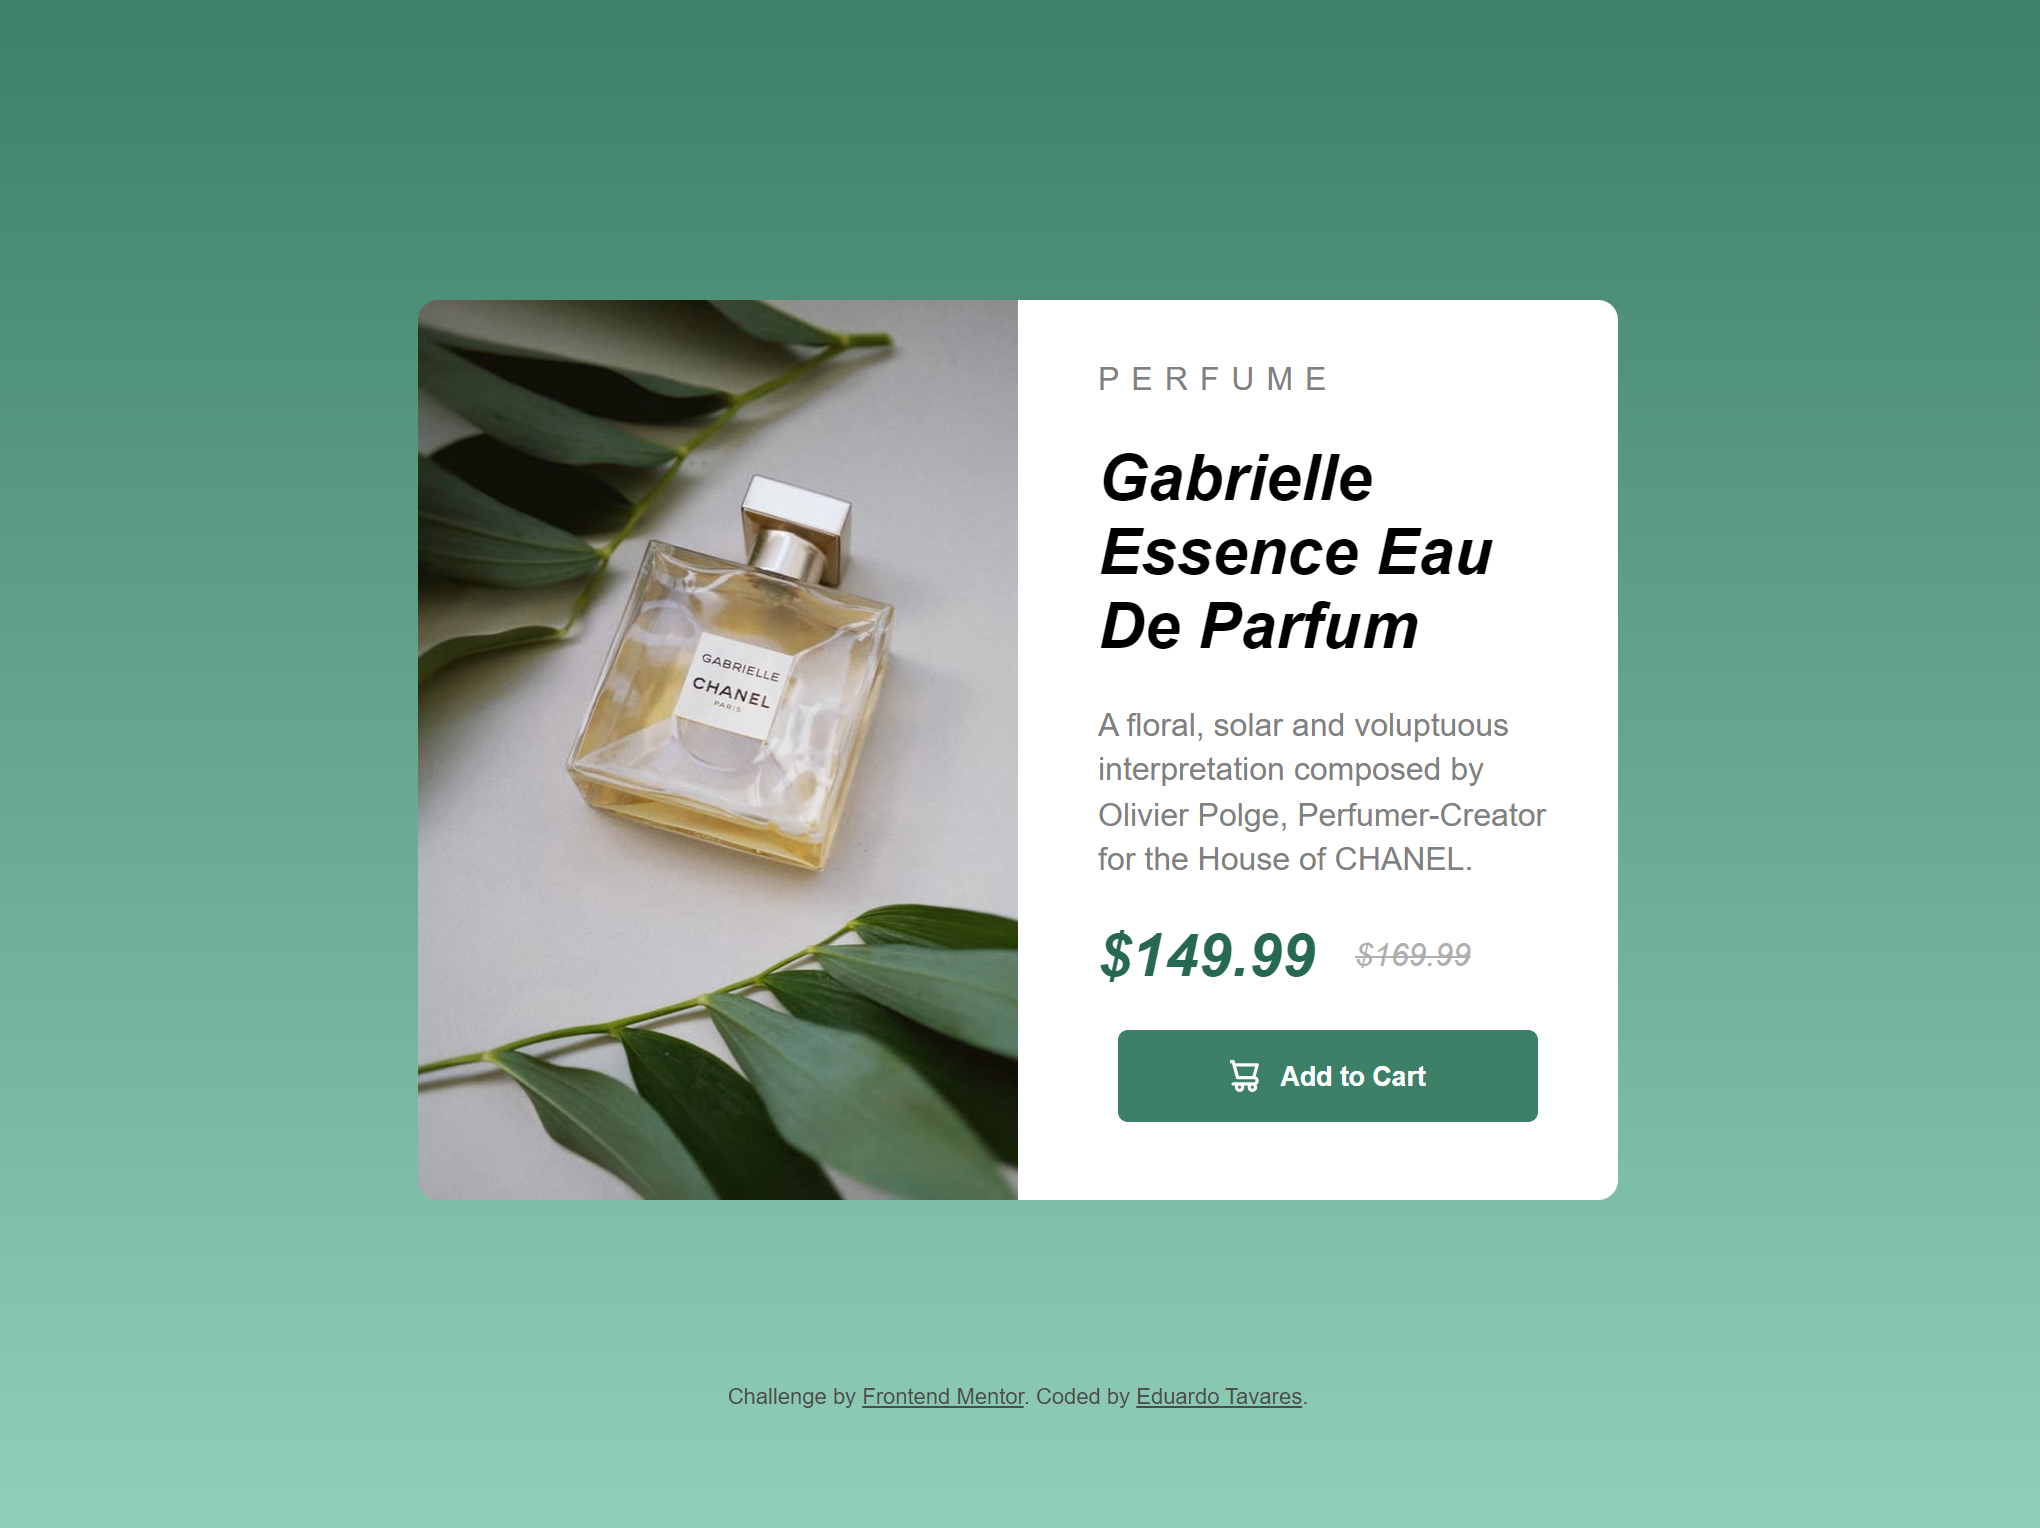 GABRIELLE
CHANEL
PARIS
PERFUME
Gabrielle
Essence Eau
De Parfum
A floral, solar and voluptuous
interpretation composed by
Olivier Polge, Perfumer-Creator
for the House of CHANEL.
$149.99 $169.99
Add to Cart
Challenge by Frontend Mentor. Coded by Eduardo Tavares.